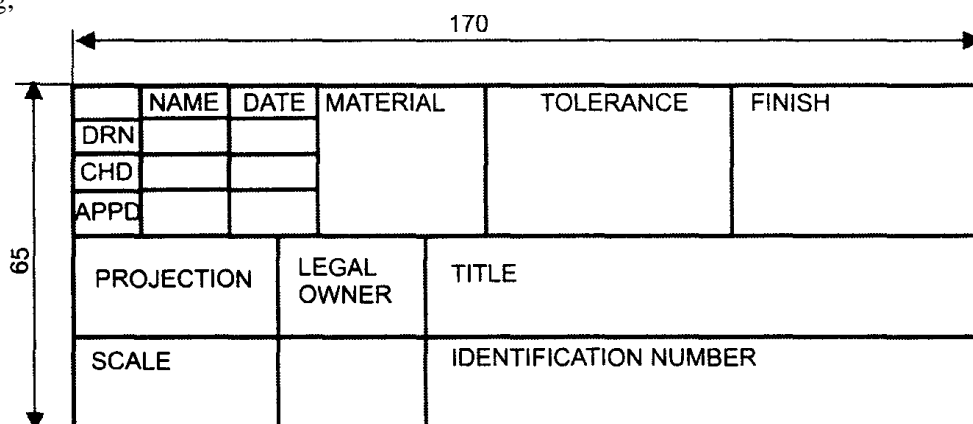 g,
170
NAME DATE MATERIAL TOLERANCE FINISH
DRN
CHD
APPD
65
PROJECTION
LEGAL
OWNER
TITLE
SCALE
IDENTIFICATION NUMBER